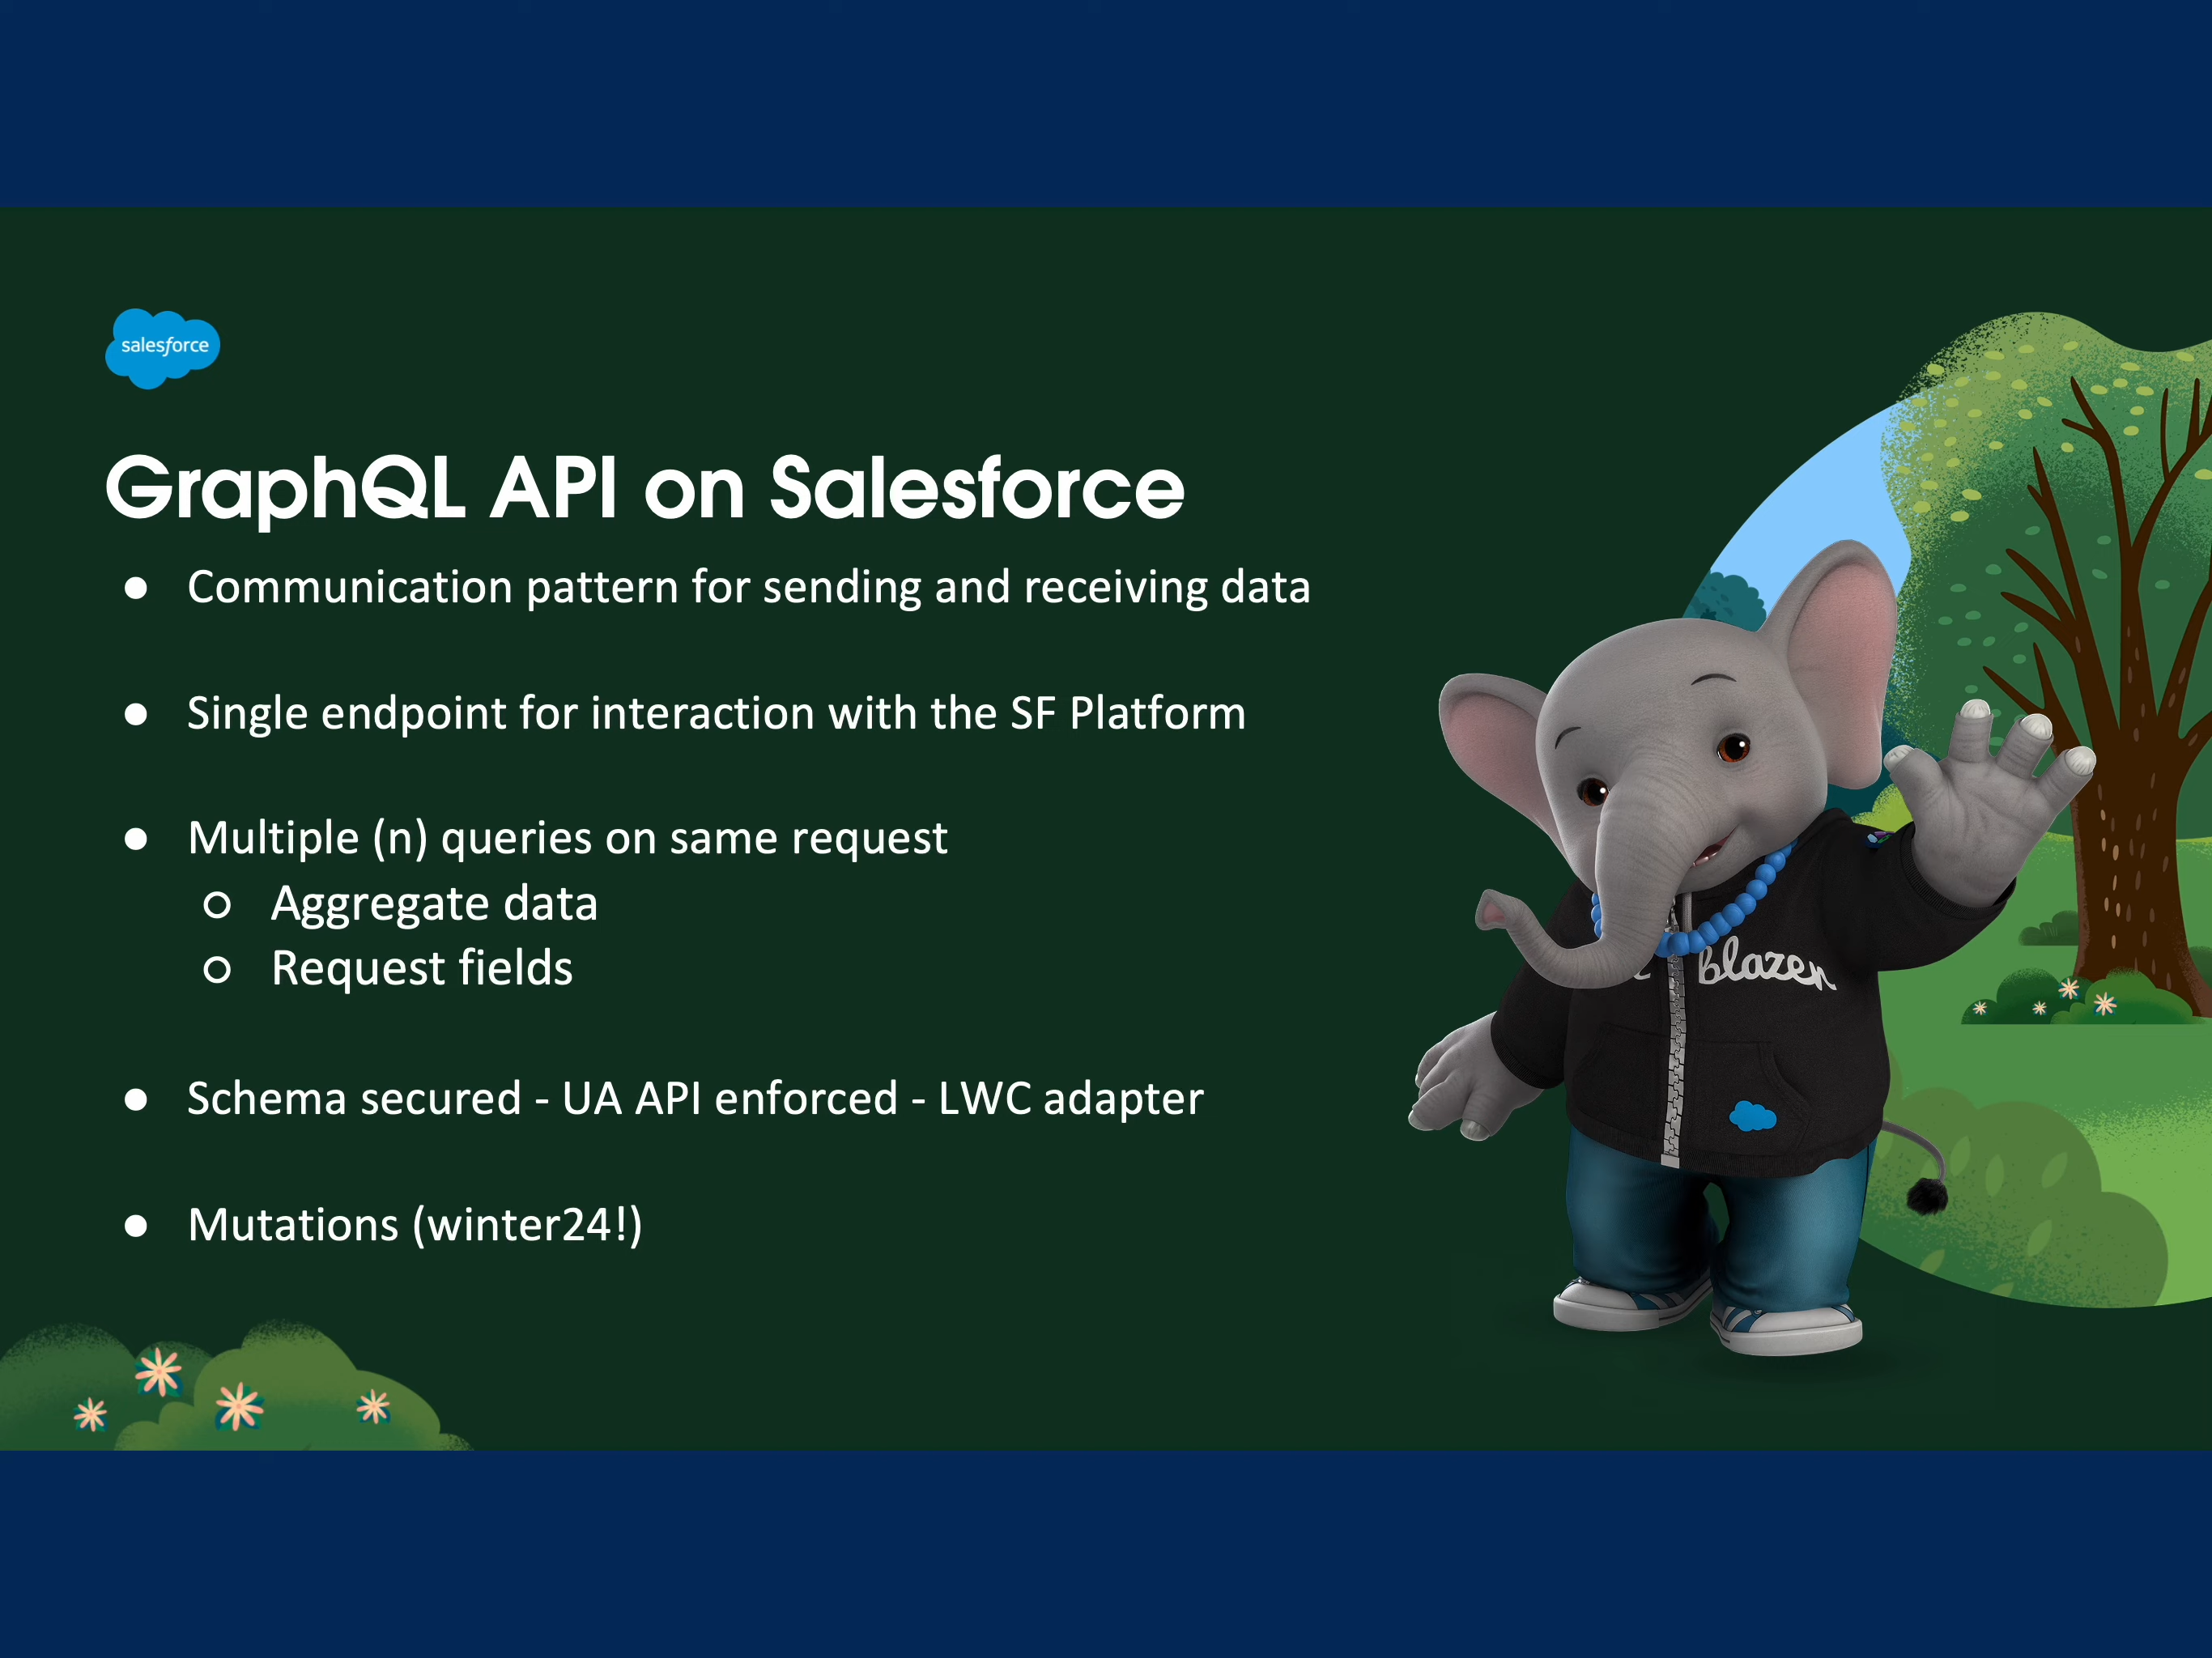 salesforce
GraphQL API on Salesforce
● Communication pattern for sending and receiving data
● Single endpoint for interaction with the SF Platform
● Multiple (n) queries on same request
○ Aggregate data
○ Request fields
● Schema secured - UA API enforced - LWC adapter
● Mutations (winter24!)
blazer